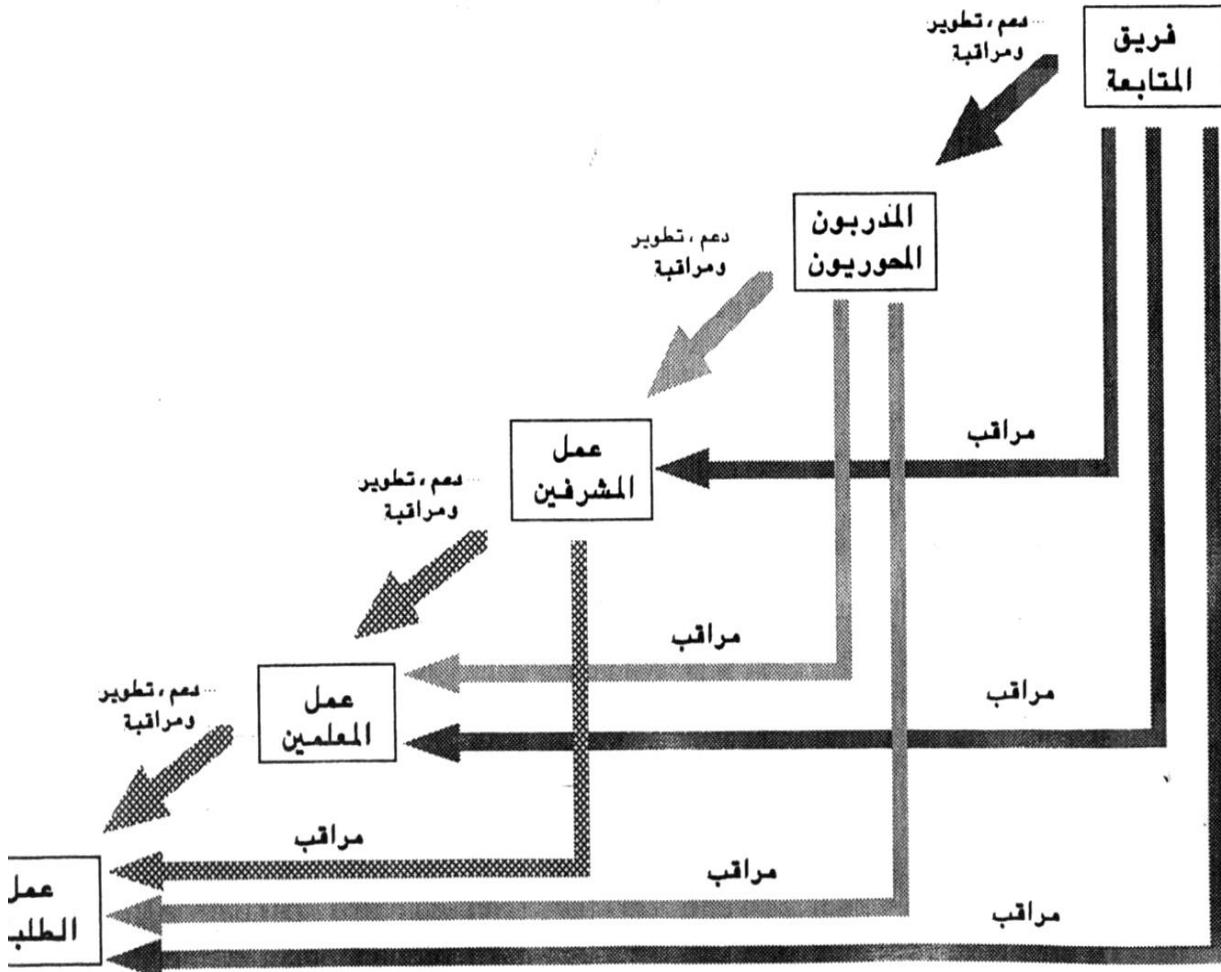 فريق
المتابعة
دعم، تطوير
ومراقبة
المدربون
المحوريون
دعم، تطوير
ومراقبة
عمل
المشرفين
مراقب
دعم، تطوير
ومراقبة
عمل
المعلمين
مراقب
مراقب
دعم، تطوير
ومراقبة
عمل
الطلب
مراقب
مراقب
مراقب